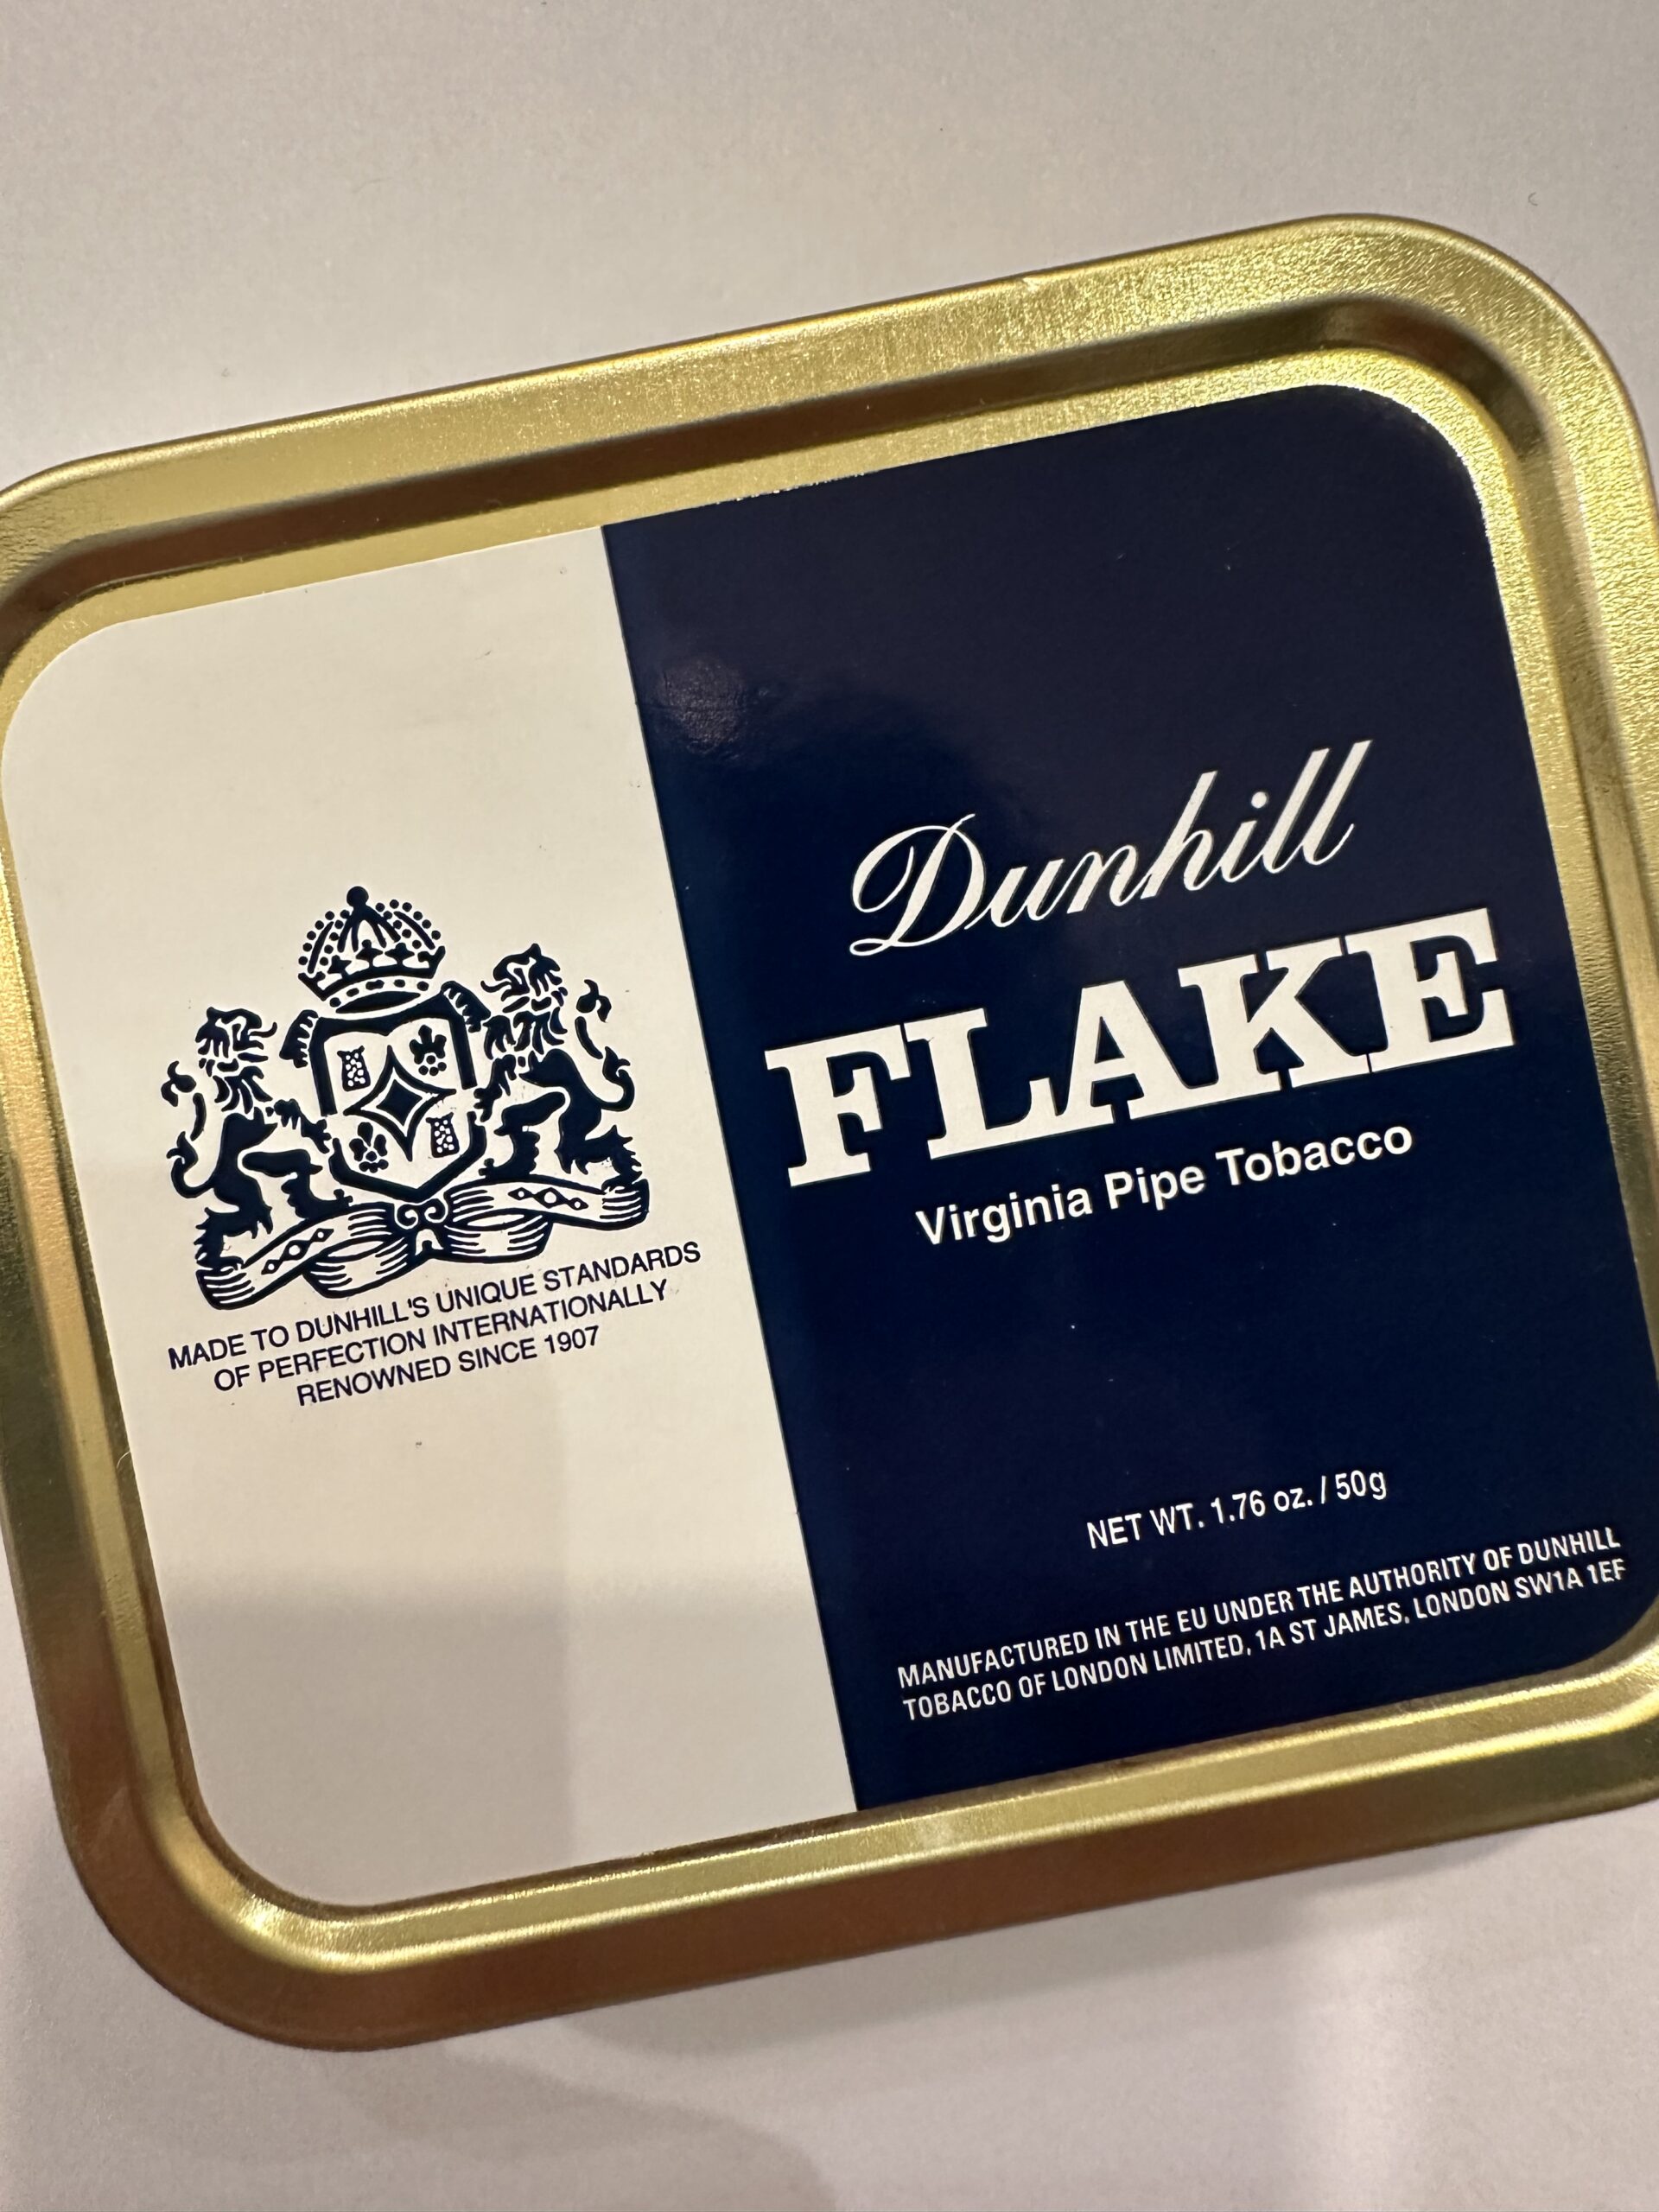 MADE TO DUNHILL'S UNIQUE STANDARDS
OF PERFECTION INTERNATIONALLY
RENOWNED SINCE 1907
Dunhill
FLAKE
Virginia Pipe Tobacco
NET WT. 1.76 oz. / 50g
MANUFACTURED IN THE EU UNDER THE AUTHORITY OF DUNHILL
TOBACCO OF LONDON LIMITED, 1A ST JAMES, LONDON SW1A 1EF